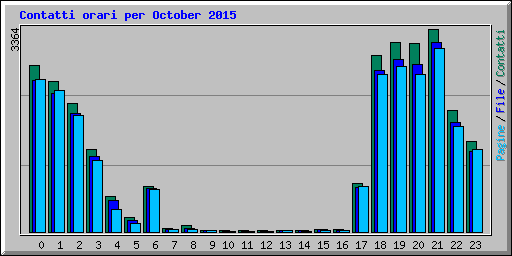 Contatti orari per October 2015
3364
Pagine / File / Contatti
0 1 2 3 4 5 6 7 8 9 10 11 12 13 14 15 16 17 18 19 20 21 22 23